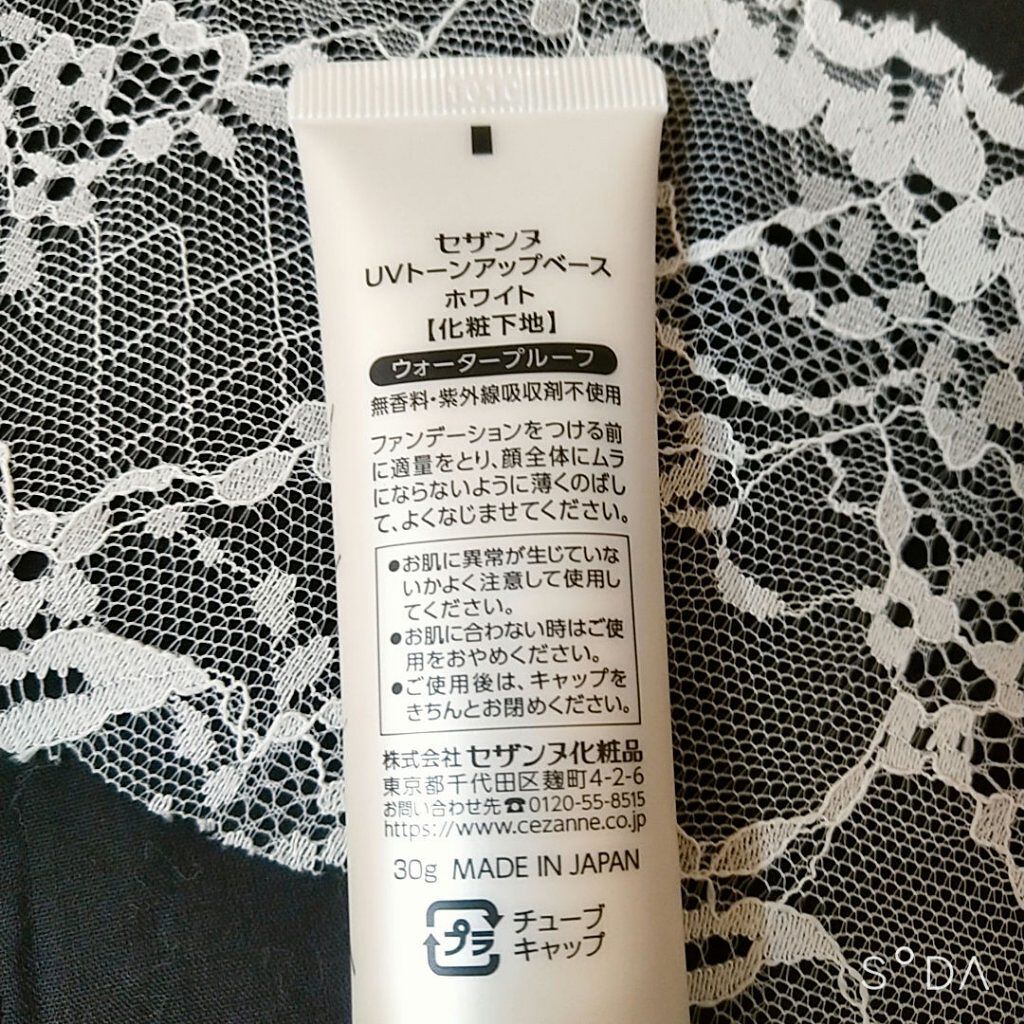 セザンヌ
UVトーンアップベース
ホワイト
【化粧下地】
ウォータープルーフ
無香料・紫外線吸収剤不使用
ファンデーションをつける前
に適量をとり、顔全体にムラ
にならないように薄くのばし
て、よくなじませてください。
●お肌に異常が生じていな
いかよく注意して使用し
てください。
●お肌に合わない時はご使
用をおやめください。
●ご使用後は、キャップを
きちんとお閉めください。
株式会社 セザンヌ化粧品
東京都千代田区麹町4-2-6
お問い合わせ先☎0120-55-8515
https://www.cezanne.co.jp
30g MADE IN JAPAN
プラ チューブ
キャップ
SODA